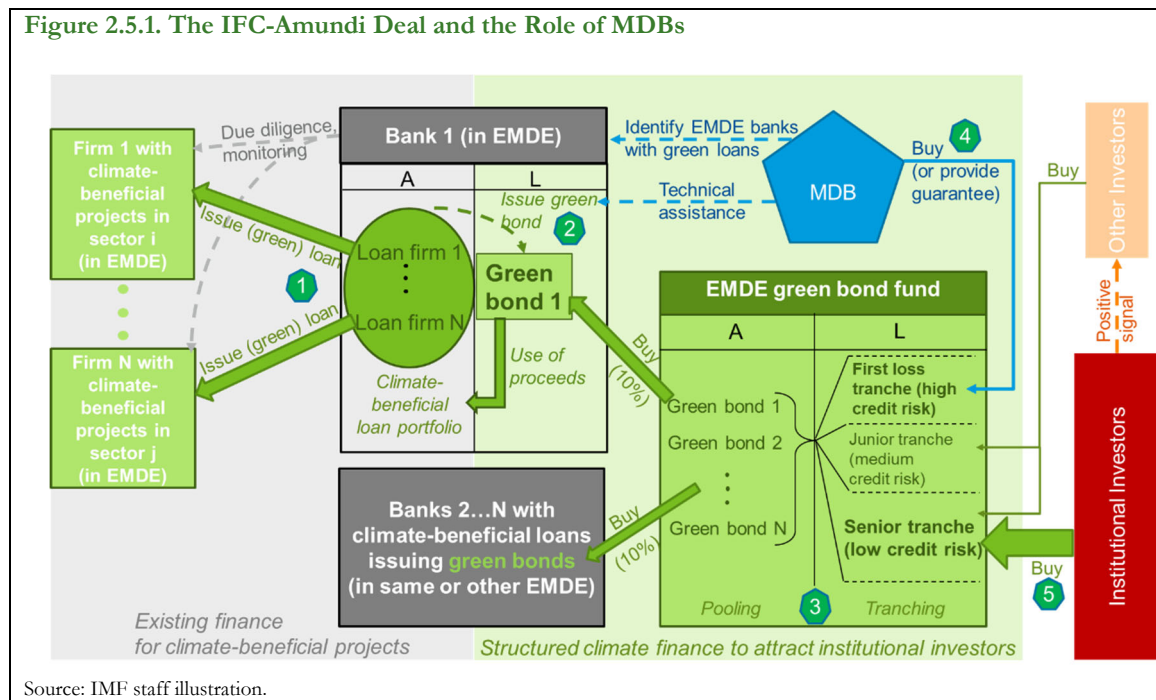 Figure 2.5.1. The IFC-Amundi Deal and the Role of MDBs
Firm 1 with
climate-
beneficial
projects in
sector i
(in EMDE)
Firm N with
climate-
beneficial
projects in
sector j
(in EMDE)
Due diligence,
monitoring
Issue (green) loan
1
Issue (green) loan
Bank 1 (in EMDE)
A
L
Loan firm 1
Loan firm N
Climate-
beneficial
loan portfolio
Issue green
bond
2
Green
bond 1
Use of
proceeds
Banks 2...N with
climate-beneficial loans
issuing green bonds
(in same or other EMDE)
Identify EMDE banks
with green loans
Technical
assistance
MDB
4
Buy
(or provide
guarantee)
Buy
(10%)
Buy
(10%)
EMDE green bond fund
A
L
Green bond 1
Green bond 2
Green bond N
First loss
tranche (high
credit risk)
Junior tranche
(medium
credit risk)
Senior tranche
(low credit risk)
Pooling
3
Tranching
Buy
Other Investors
Positive
signal
Institutional Investors
Buy
5
Existing finance
for climate-beneficial projects
Structured climate finance to attract institutional investors
Source: IMF staff illustration.